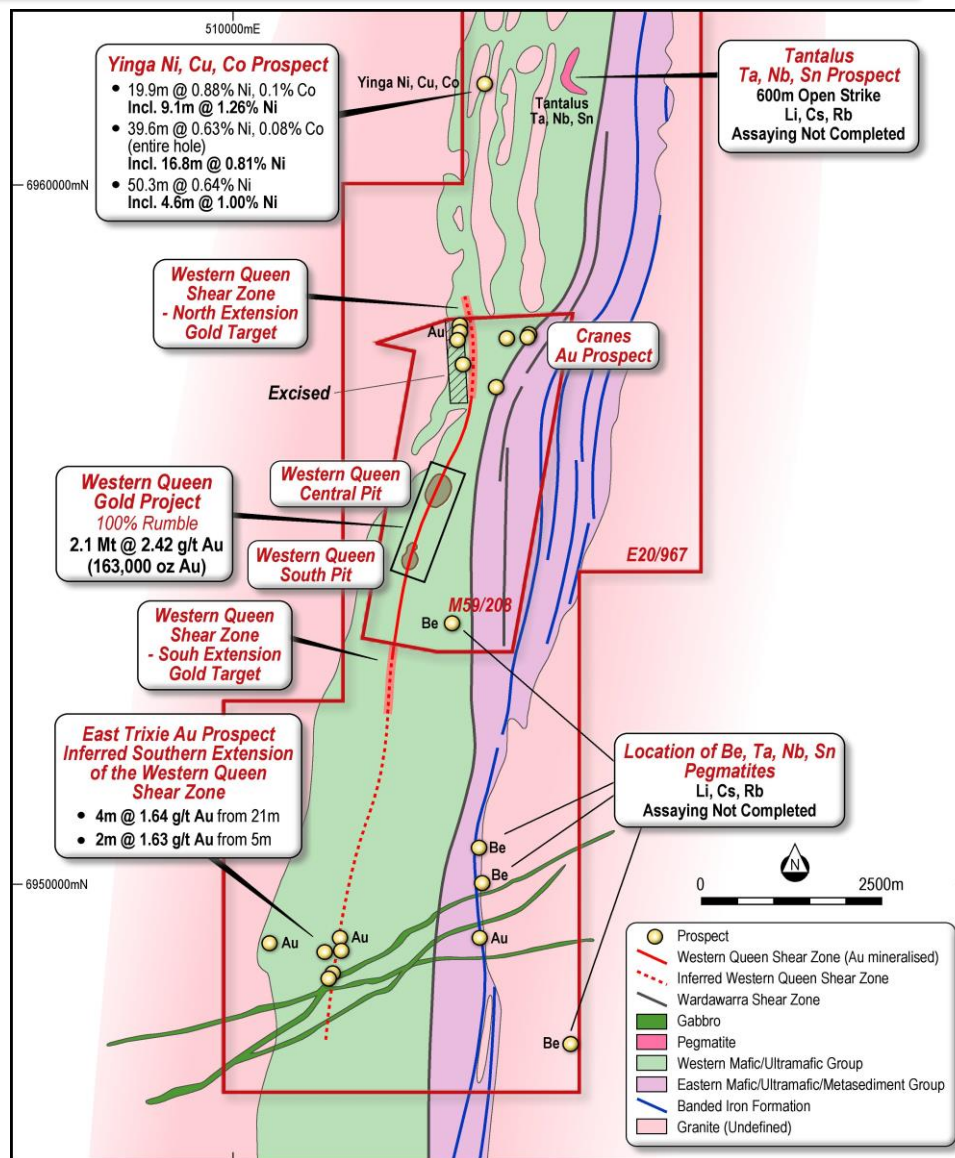 510000mE
Yinga Ni, Cu, Co Prospect
• 19.9m @ 0.88% Ni, 0.1% Co
Incl. 9.1m @ 1.26% Ni
• 39.6m @ 0.63% Ni, 0.08% Co
(entire hole)
Incl. 16.8m @ 0.81% Ni
• 50.3m @ 0.64% Ni
Incl. 4.6m @ 1.00% Ni
Yinga Ni, Cu, Co
Tantalus
Ta, Nb, Sn
Tantalus
Ta, Nb, Sn Prospect
600m Open Strike
Li, Cs, Rb
Assaying Not Completed
6960000mN
Western Queen
Shear Zone
- North Extension
Gold Target
Au
Cranes
Au Prospect
Excised
Western Queen
Central Pit
Western Queen
Gold Project
100% Rumble
2.1 Mt @ 2.42 g/t Au
(163,000 oz Au)
Western Queen
South Pit
E20/967
M59/208
Be
Western Queen
Shear Zone
- Souh Extension
Gold Target
East Trixie Au Prospect
Inferred Southern Extension
of the Western Queen
Shear Zone
• 4m @ 1.64 g/t Au from 21m
• 2m @ 1.63 g/t Au from 5m
Location of Be, Ta, Nb, Sn
Pegmatites
Li, Cs, Rb
Assaying Not Completed
Be
Be
6950000mN
N
0 2500m
Au
Au
Au
Be
Prospect
Western Queen Shear Zone (Au mineralised)
Inferred Western Queen Shear Zone
Wardawarra Shear Zone
Gabbro
Pegmatite
Western Mafic/Ultramafic Group
Eastern Mafic/Ultramafic/Metasediment Group
Banded Iron Formation
Granite (Undefined)